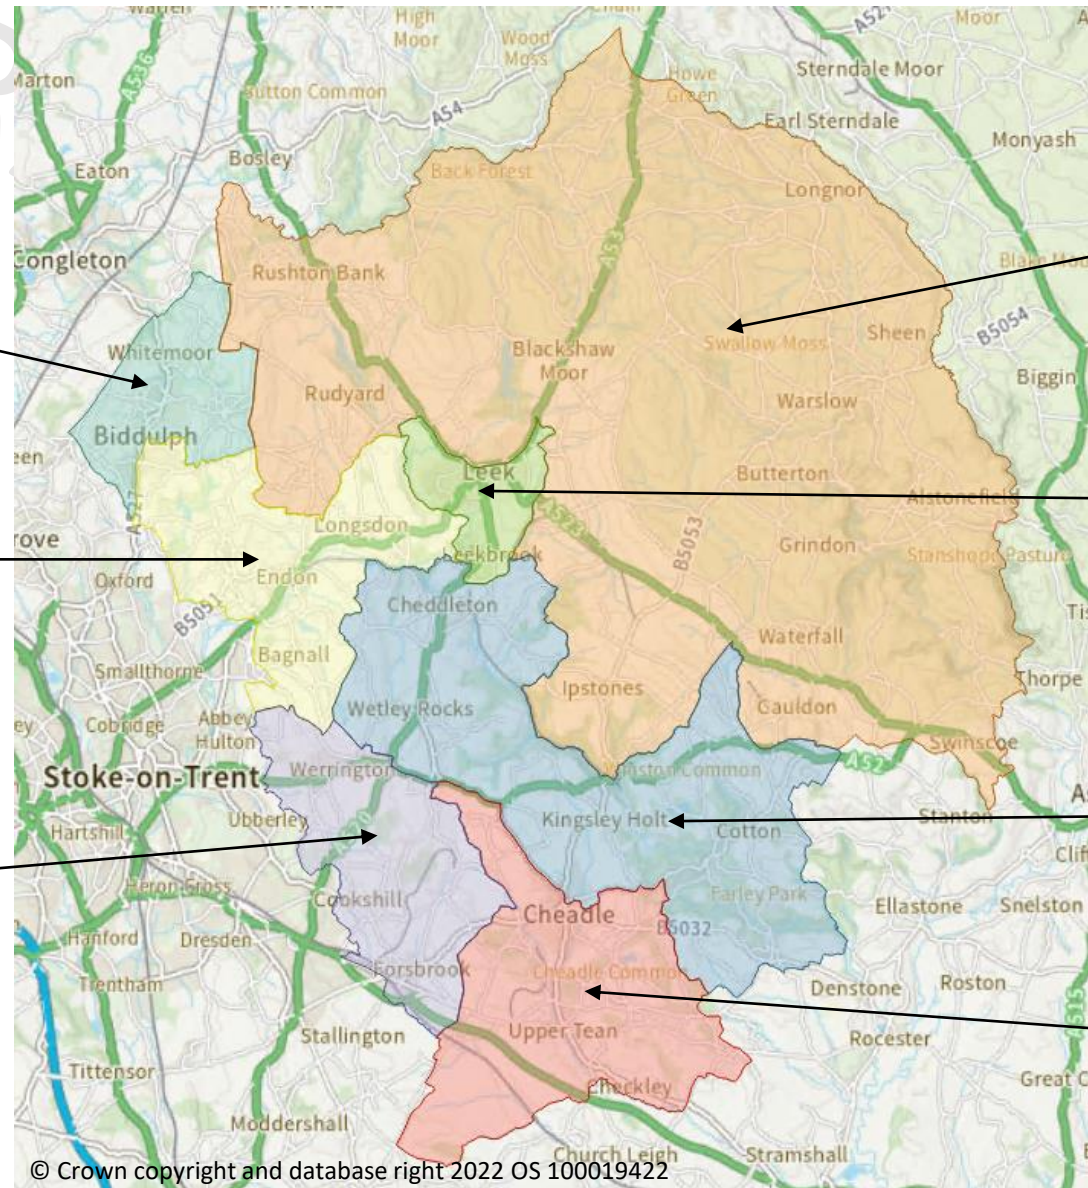 High
Moor
Wood
Moss
Moor
Marton
A536
Sutton Common
A54
Howe
Green
Sterndale Moor
Earl Sterndale
Monyash
Bosley
Eaton
Back Forest
Longnor
Congleton
Rushton Bank
A53
Sheen
B5054
Whitemoor
Blackshaw
Moor
Swallow Moss
Biggin
Rudyard
Warslow
Biddulph
Leek
Butterton
Alstonefield
Longsdon
A523
B5053
Grindon
Stanshope Pasture
Oxford
Endon
Cheddleton
B5051
Waterfall
Smallthorne
Bagnall
Ipstones
Thorpe
Cobridge
Abbey
Hulton
Wetley Rocks
Cauldon
Swinscoe
Stoke-on-Trent
Werrington
A52
Hartshill
Ubberley
Kingsley Holt
Cotton
Stanton
Heron Cross
Cookshill
Farley Park
Ellastone
Snelston
Hanford
Dresden
Cheadle
B5032
Trentham
Forsbrook
Cheadle Common
Denstone
Roston
Stallington
Upper Tean
Rocester
A515
Tittensor
Checkley
Moddershall
Church Leigh
Stramshall
© Crown copyright and database right 2022 OS 100019422